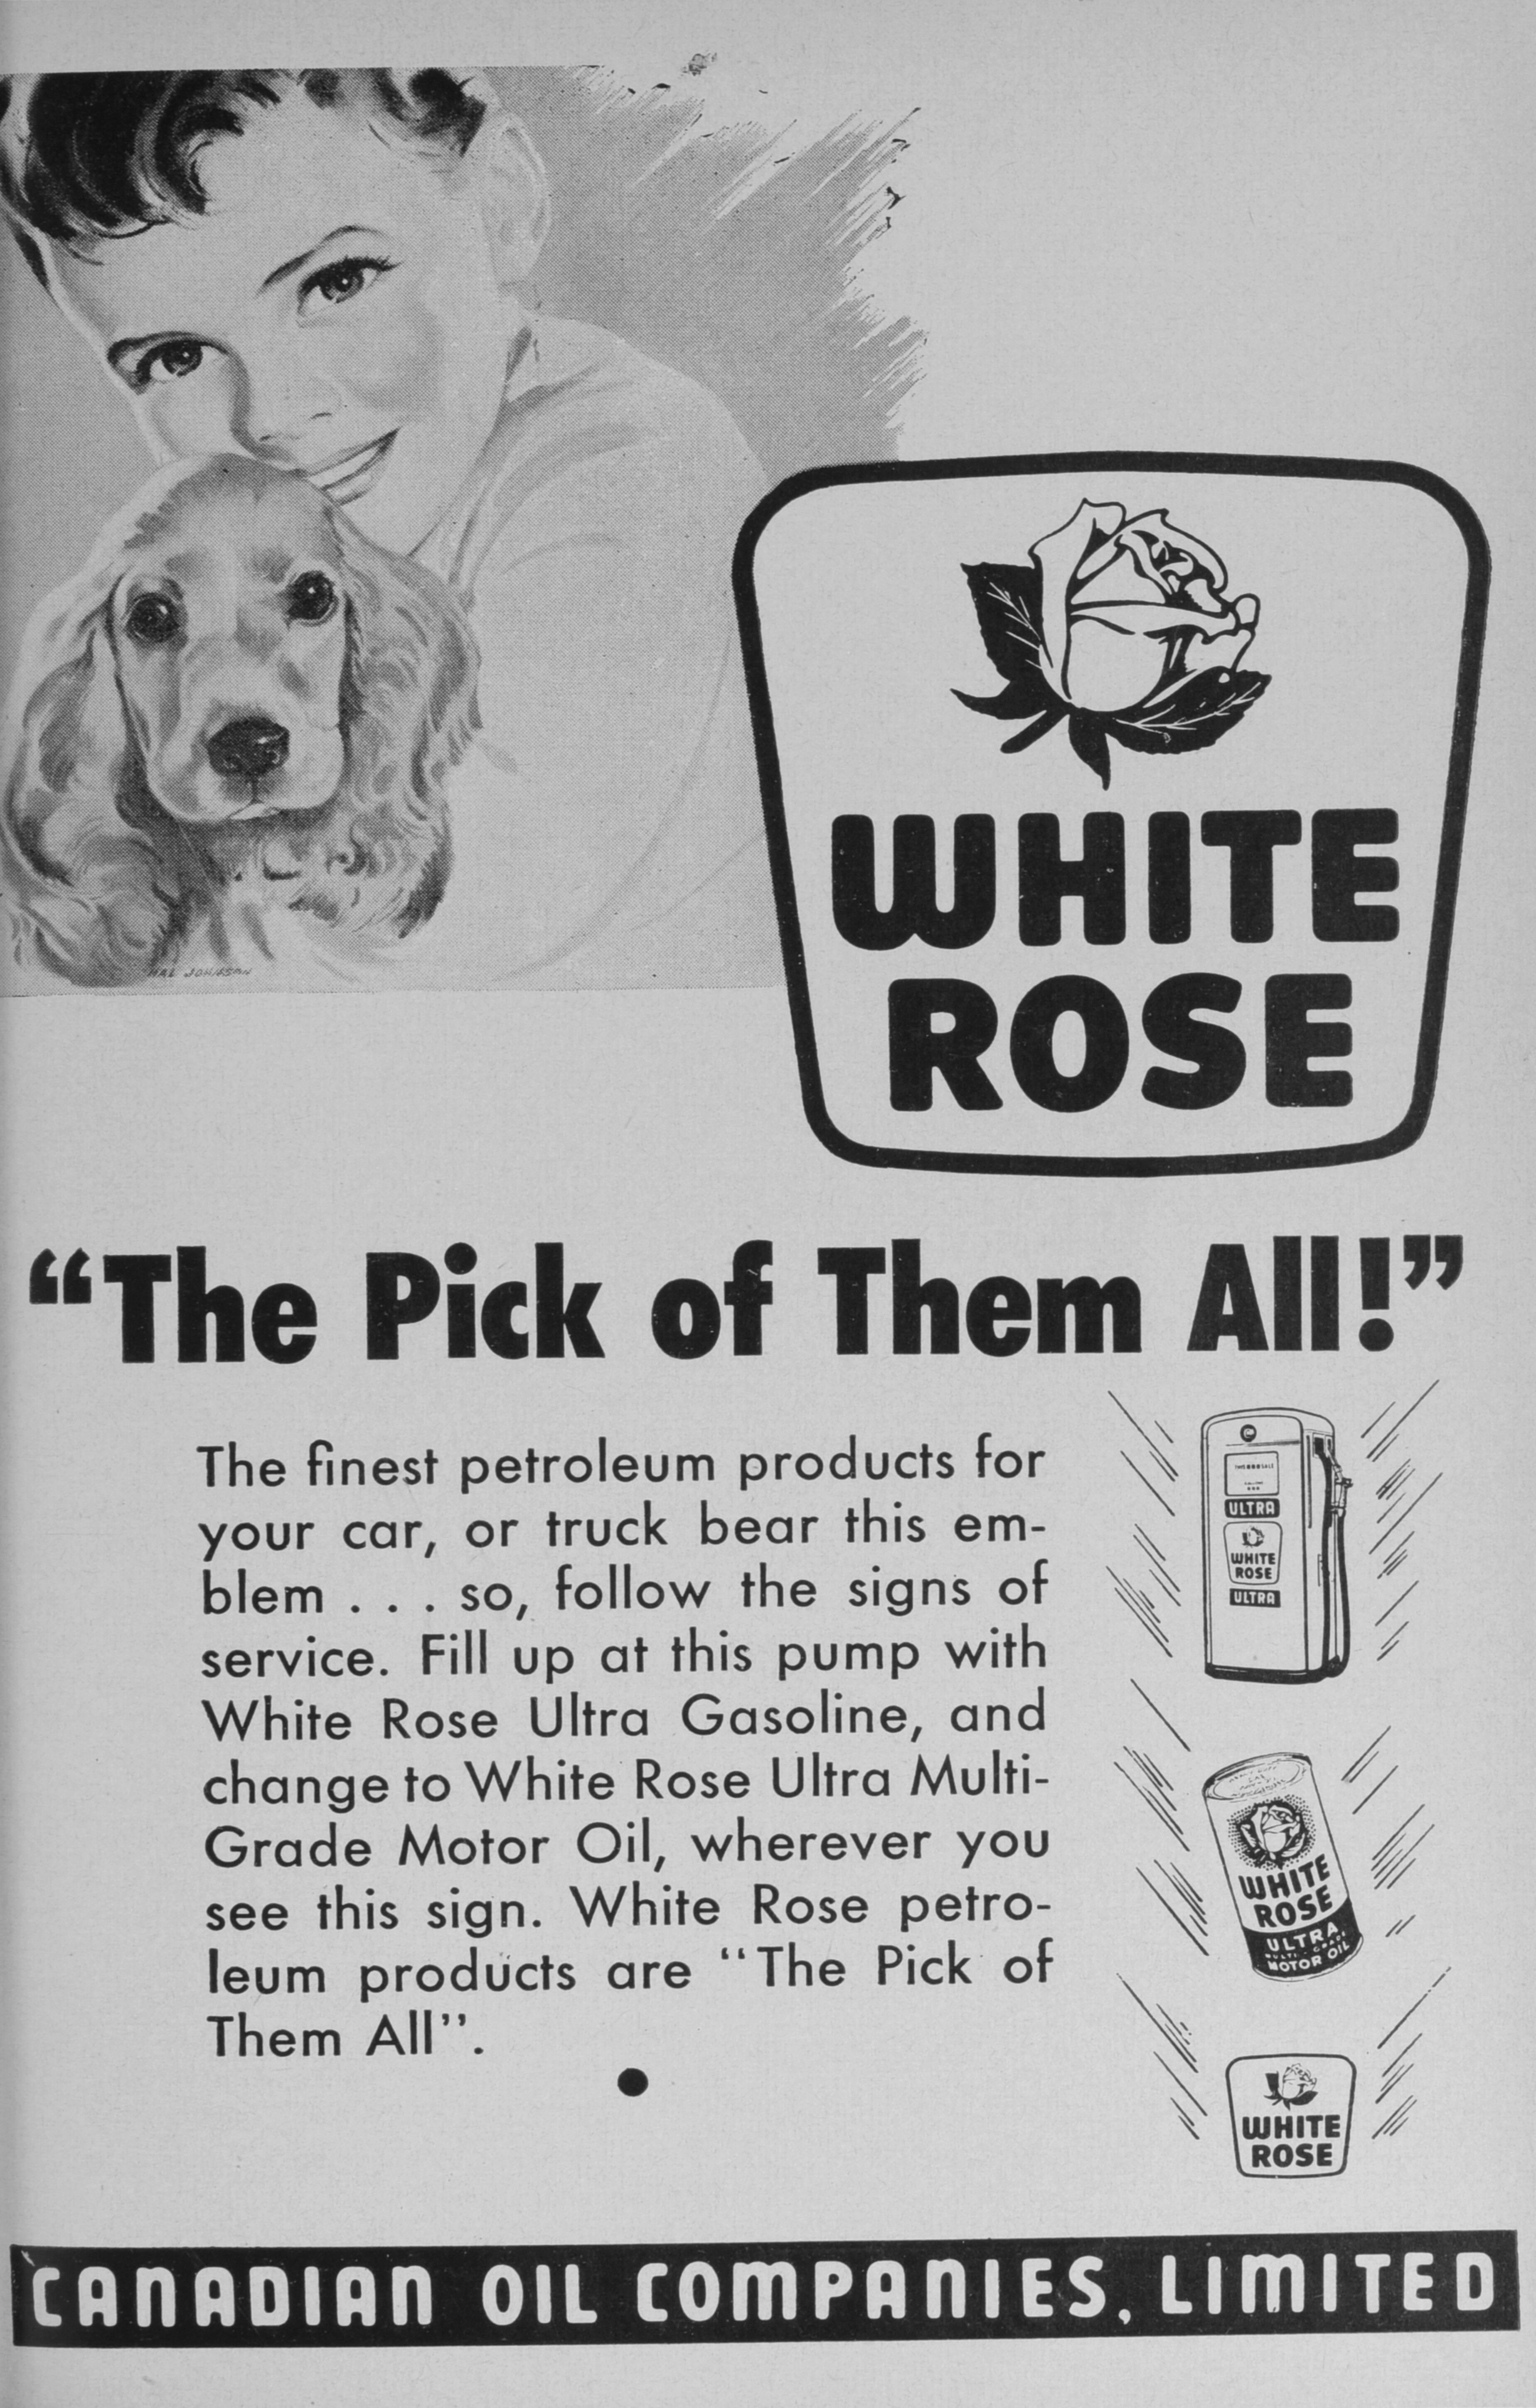 HAL JOHNSON
WHITE
ROSE
“The Pick of Them All!”
The finest petroleum products for
your car, or truck bear this em-
blem . . . so, follow the signs of
service. Fill up at this pump with
White Rose Ultra Gasoline, and
change to White Rose Ultra Multi-
Grade Motor Oil, wherever you
see this sign. White Rose petro-
leum products are “The Pick of
Them All”.
ULTRA
WHITE
ROSE
ULTRA
WHITE
ROSE
ULTRA
MULTI-GRADE
MOTOR OIL
WHITE
ROSE
CANADIAN OIL COMPANIES, LIMITED